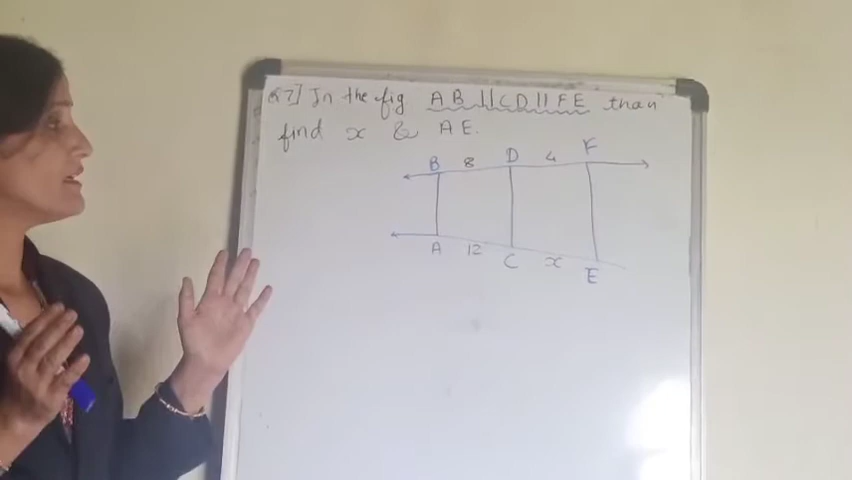 Q7] In the fig AB || CD || FE than
find x & AE.
B 8 D 4 F
A 12 C x E